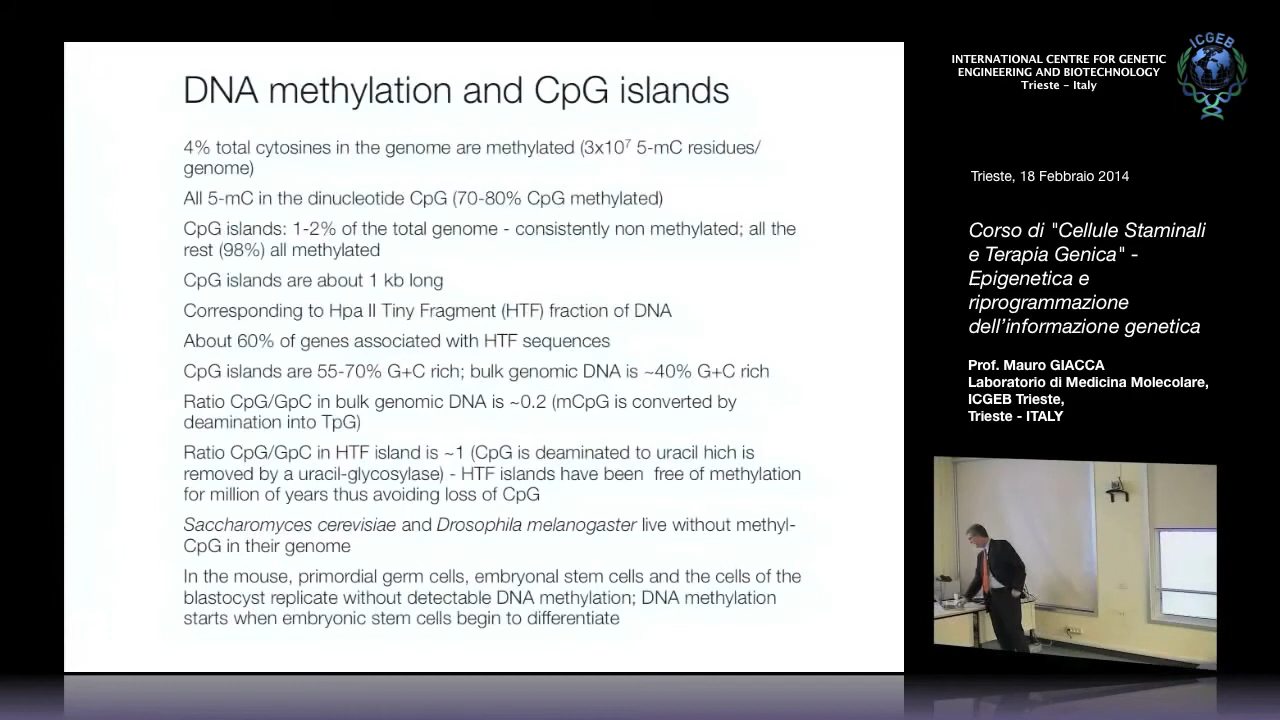 DNA methylation and CpG islands
4% total cytosines in the genome are methylated (3x10⁷ 5-mC residues/
genome)
All 5-mC in the dinucleotide CpG (70-80% CpG methylated)
CpG islands: 1-2% of the total genome - consistently non methylated; all the
rest (98%) all methylated
CpG islands are about 1 kb long
Corresponding to Hpa II Tiny Fragment (HTF) fraction of DNA
About 60% of genes associated with HTF sequences
CpG islands are 55-70% G+C rich; bulk genomic DNA is ~40% G+C rich
Ratio CpG/GpC in bulk genomic DNA is ~0.2 (mCpG is converted by
deamination into TpG)
Ratio CpG/GpC in HTF island is ~1 (CpG is deaminated to uracil hich is
removed by a uracil-glycosylase) - HTF islands have been free of methylation
for million of years thus avoiding loss of CpG
Saccharomyces cerevisiae and Drosophila melanogaster live without methyl-
CpG in their genome
In the mouse, primordial germ cells, embryonal stem cells and the cells of the
blastocyst replicate without detectable DNA methylation; DNA methylation
starts when embryonic stem cells begin to differentiate
INTERNATIONAL CENTRE FOR GENETIC
ENGINEERING AND BIOTECHNOLOGY
Trieste - Italy
ICGEB
Trieste, 18 Febbraio 2014
Corso di "Cellule Staminali
e Terapia Genica" -
Epigenetica e
riprogrammazione
dell'informazione genetica
Prof. Mauro GIACCA
Laboratorio di Medicina Molecolare,
ICGEB Trieste,
Trieste - ITALY